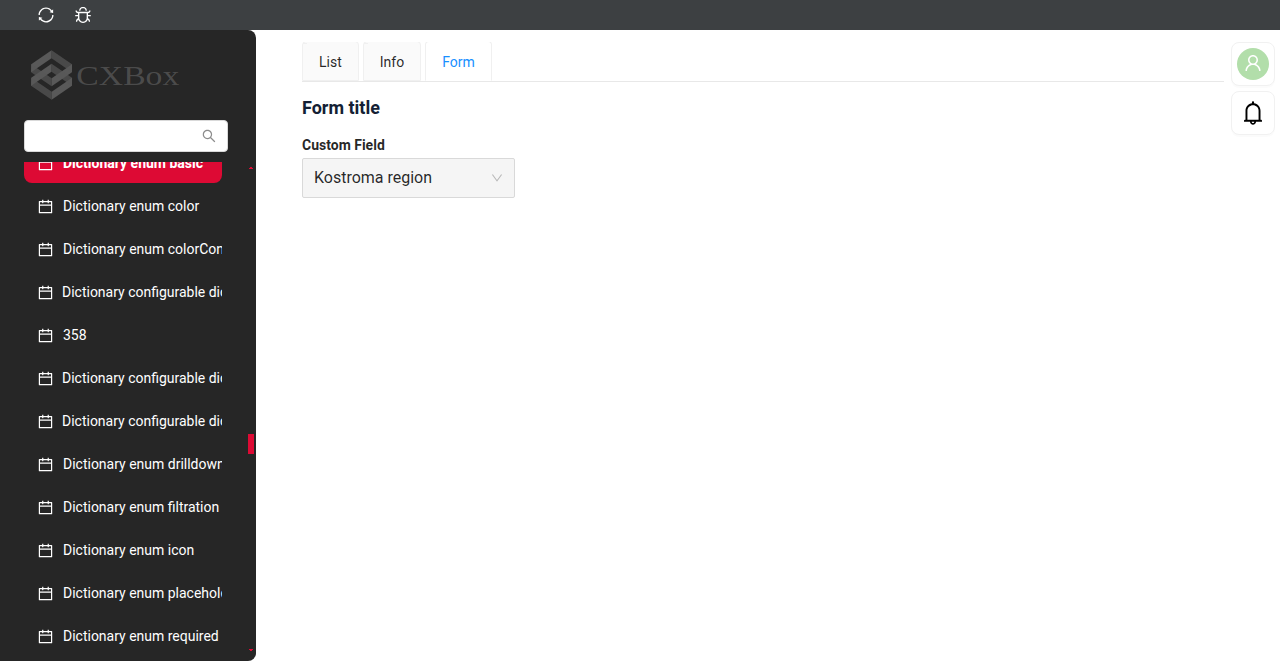 CXBox
List
Info
Form
Form title
Custom Field
Kostroma region
Dictionary enum basic
Dictionary enum color
Dictionary enum colorCon
Dictionary configurable di
358
Dictionary configurable di
Dictionary configurable di
Dictionary enum drilldown
Dictionary enum filtration
Dictionary enum icon
Dictionary enum placehol
Dictionary enum required